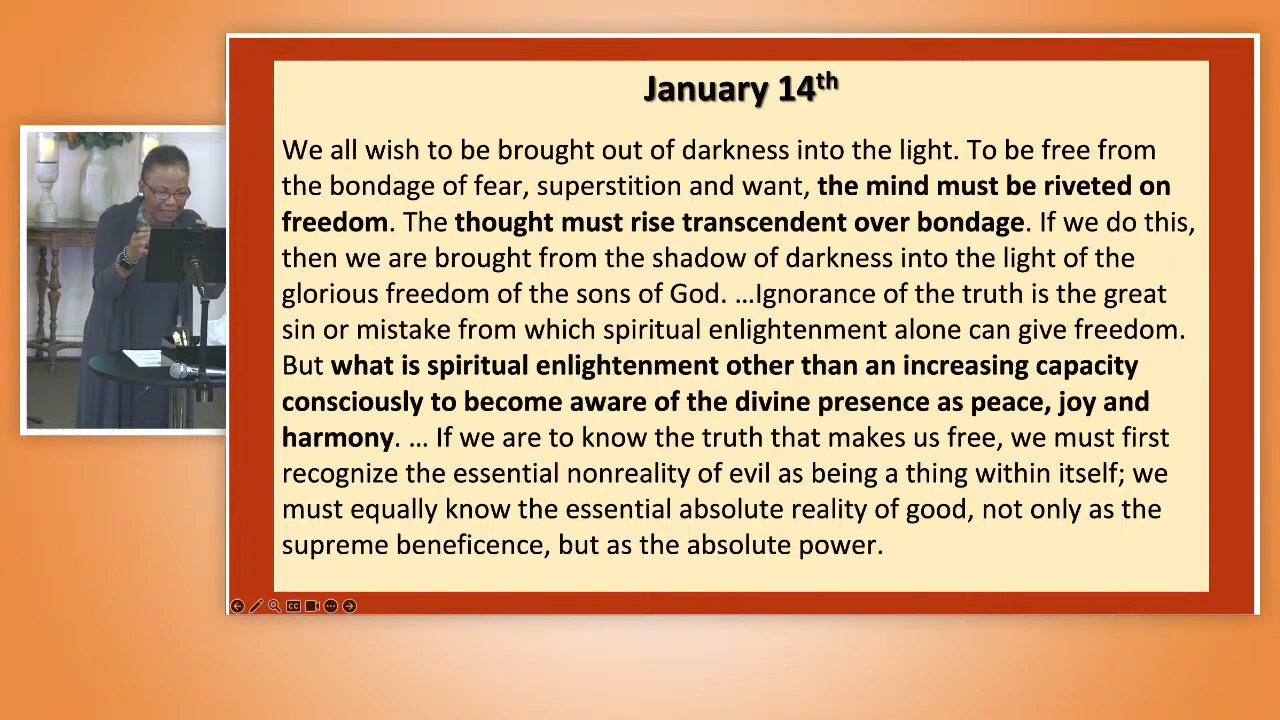 January 14th
We all wish to be brought out of darkness into the light. To be free from
the bondage of fear, superstition and want, the mind must be riveted on
freedom. The thought must rise transcendent over bondage. If we do this,
then we are brought from the shadow of darkness into the light of the
glorious freedom of the sons of God. …Ignorance of the truth is the great
sin or mistake from which spiritual enlightenment alone can give freedom.
But what is spiritual enlightenment other than an increasing capacity
consciously to become aware of the divine presence as peace, joy and
harmony. … If we are to know the truth that makes us free, we must first
recognize the essential nonreality of evil as being a thing within itself; we
must equally know the essential absolute reality of good, not only as the
supreme beneficence, but as the absolute power.
CC